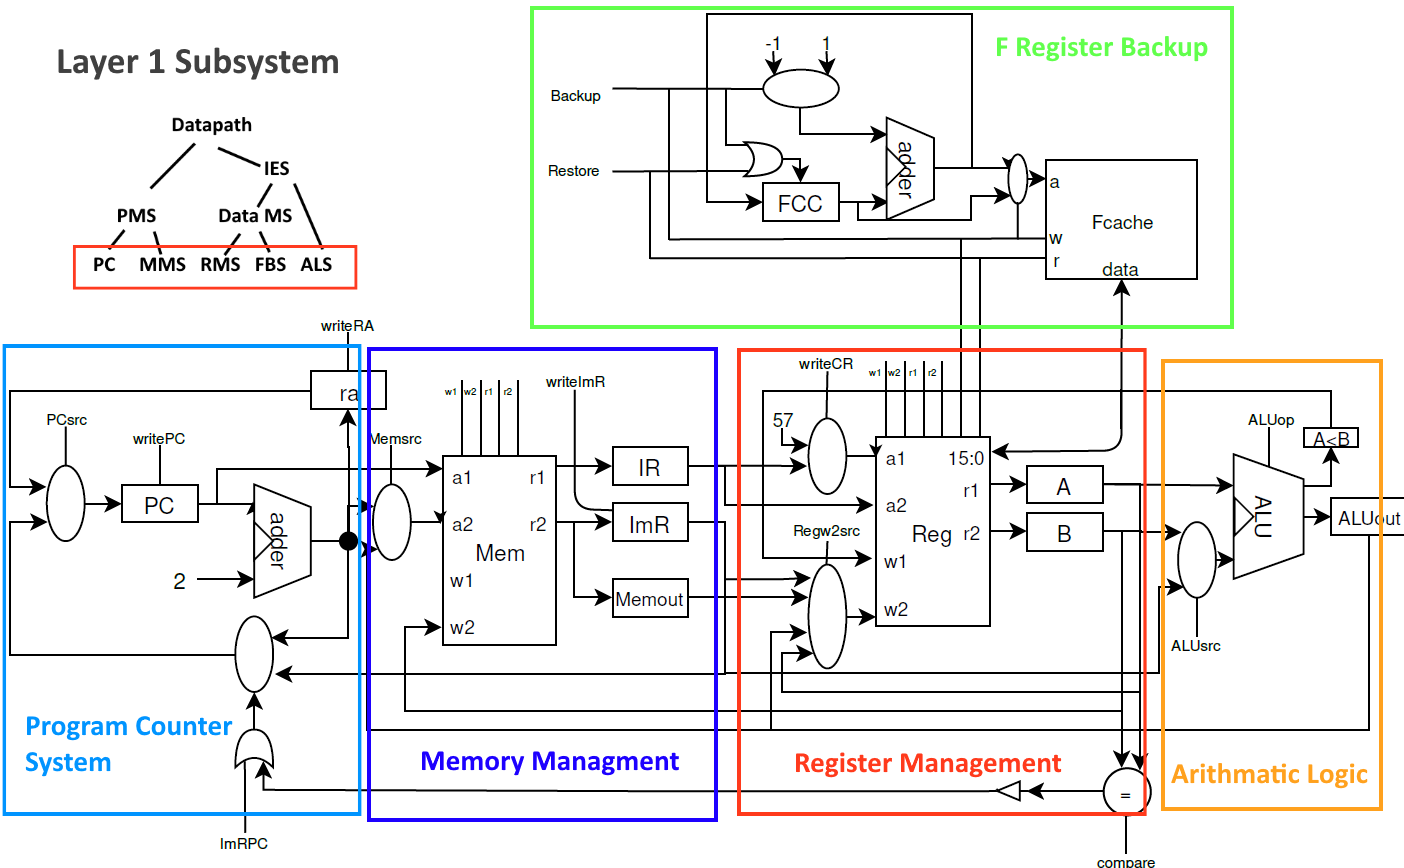 Layer 1 Subsystem
Datapath
IES
PMS
Data MS
PC
MMS
RMS
FBS
ALS
F Register Backup
-1
1
Backup
Restore
FCC
adder
a
Fcache
w
r
data
writeRA
ra
PCsrc
writePC
PC
adder
2
Program Counter
System
ImRPC
Memsrc
w1 w2 r1 r2
writeImR
a1
r1
a2
r2
Mem
w1
w2
IR
ImR
Memout
Memory Managment
writeCR
57
w1 w2 r1 r2
a1
15:0
r1
a2
Reg
r2
w1
w2
Regw2src
A
B
Register Management
=
compare
ALUop
A<B
ALU
ALUout
ALUsrc
Arithmatic Logic